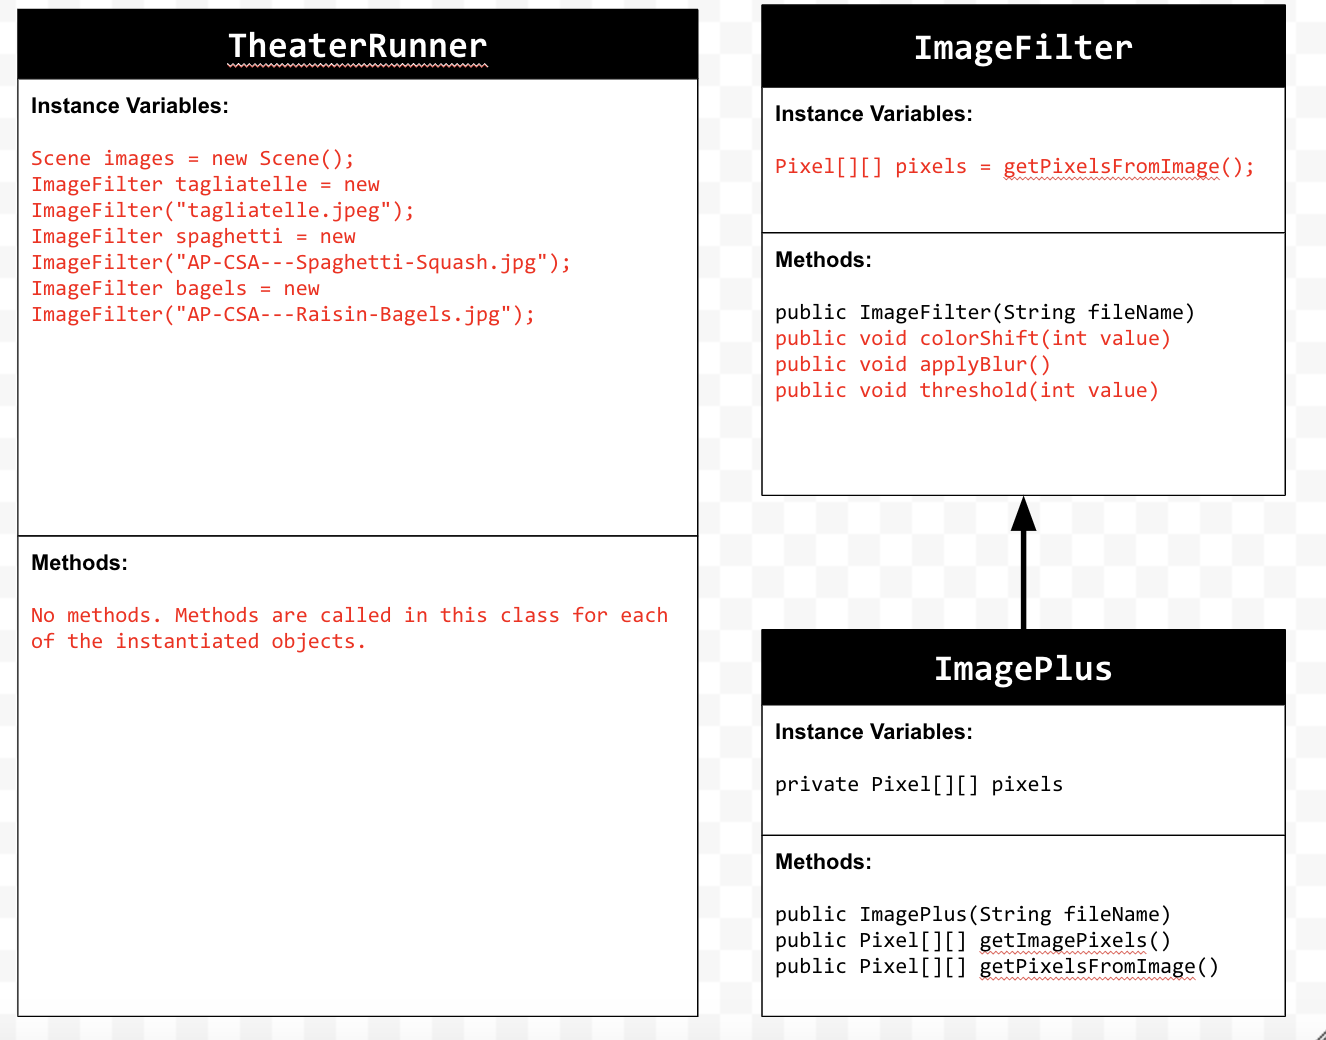 TheaterRunner
Instance Variables:
Scene images = new Scene();
ImageFilter tagliatelle = new
ImageFilter("tagliatelle.jpeg");
ImageFilter spaghetti = new
ImageFilter("AP-CSA---Spaghetti-Squash.jpg");
ImageFilter bagels = new
ImageFilter("AP-CSA---Raisin-Bagels.jpg");
Methods:
No methods. Methods are called in this class for each
of the instantiated objects.
ImageFilter
Instance Variables:
Pixel[][] pixels = getPixelsFromImage();
Methods:
public ImageFilter(String fileName)
public void colorShift(int value)
public void applyBlur()
public void threshold(int value)
ImagePlus
Instance Variables:
private Pixel[][] pixels
Methods:
public ImagePlus(String fileName)
public Pixel[][] getImagePixels()
public Pixel[][] getPixelsFromImage()